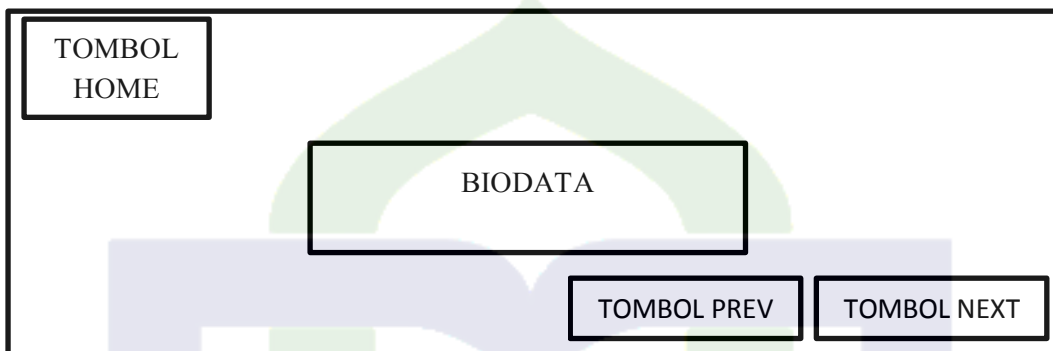 TOMBOL
HOME
BIODATA
TOMBOL PREV
TOMBOL NEXT